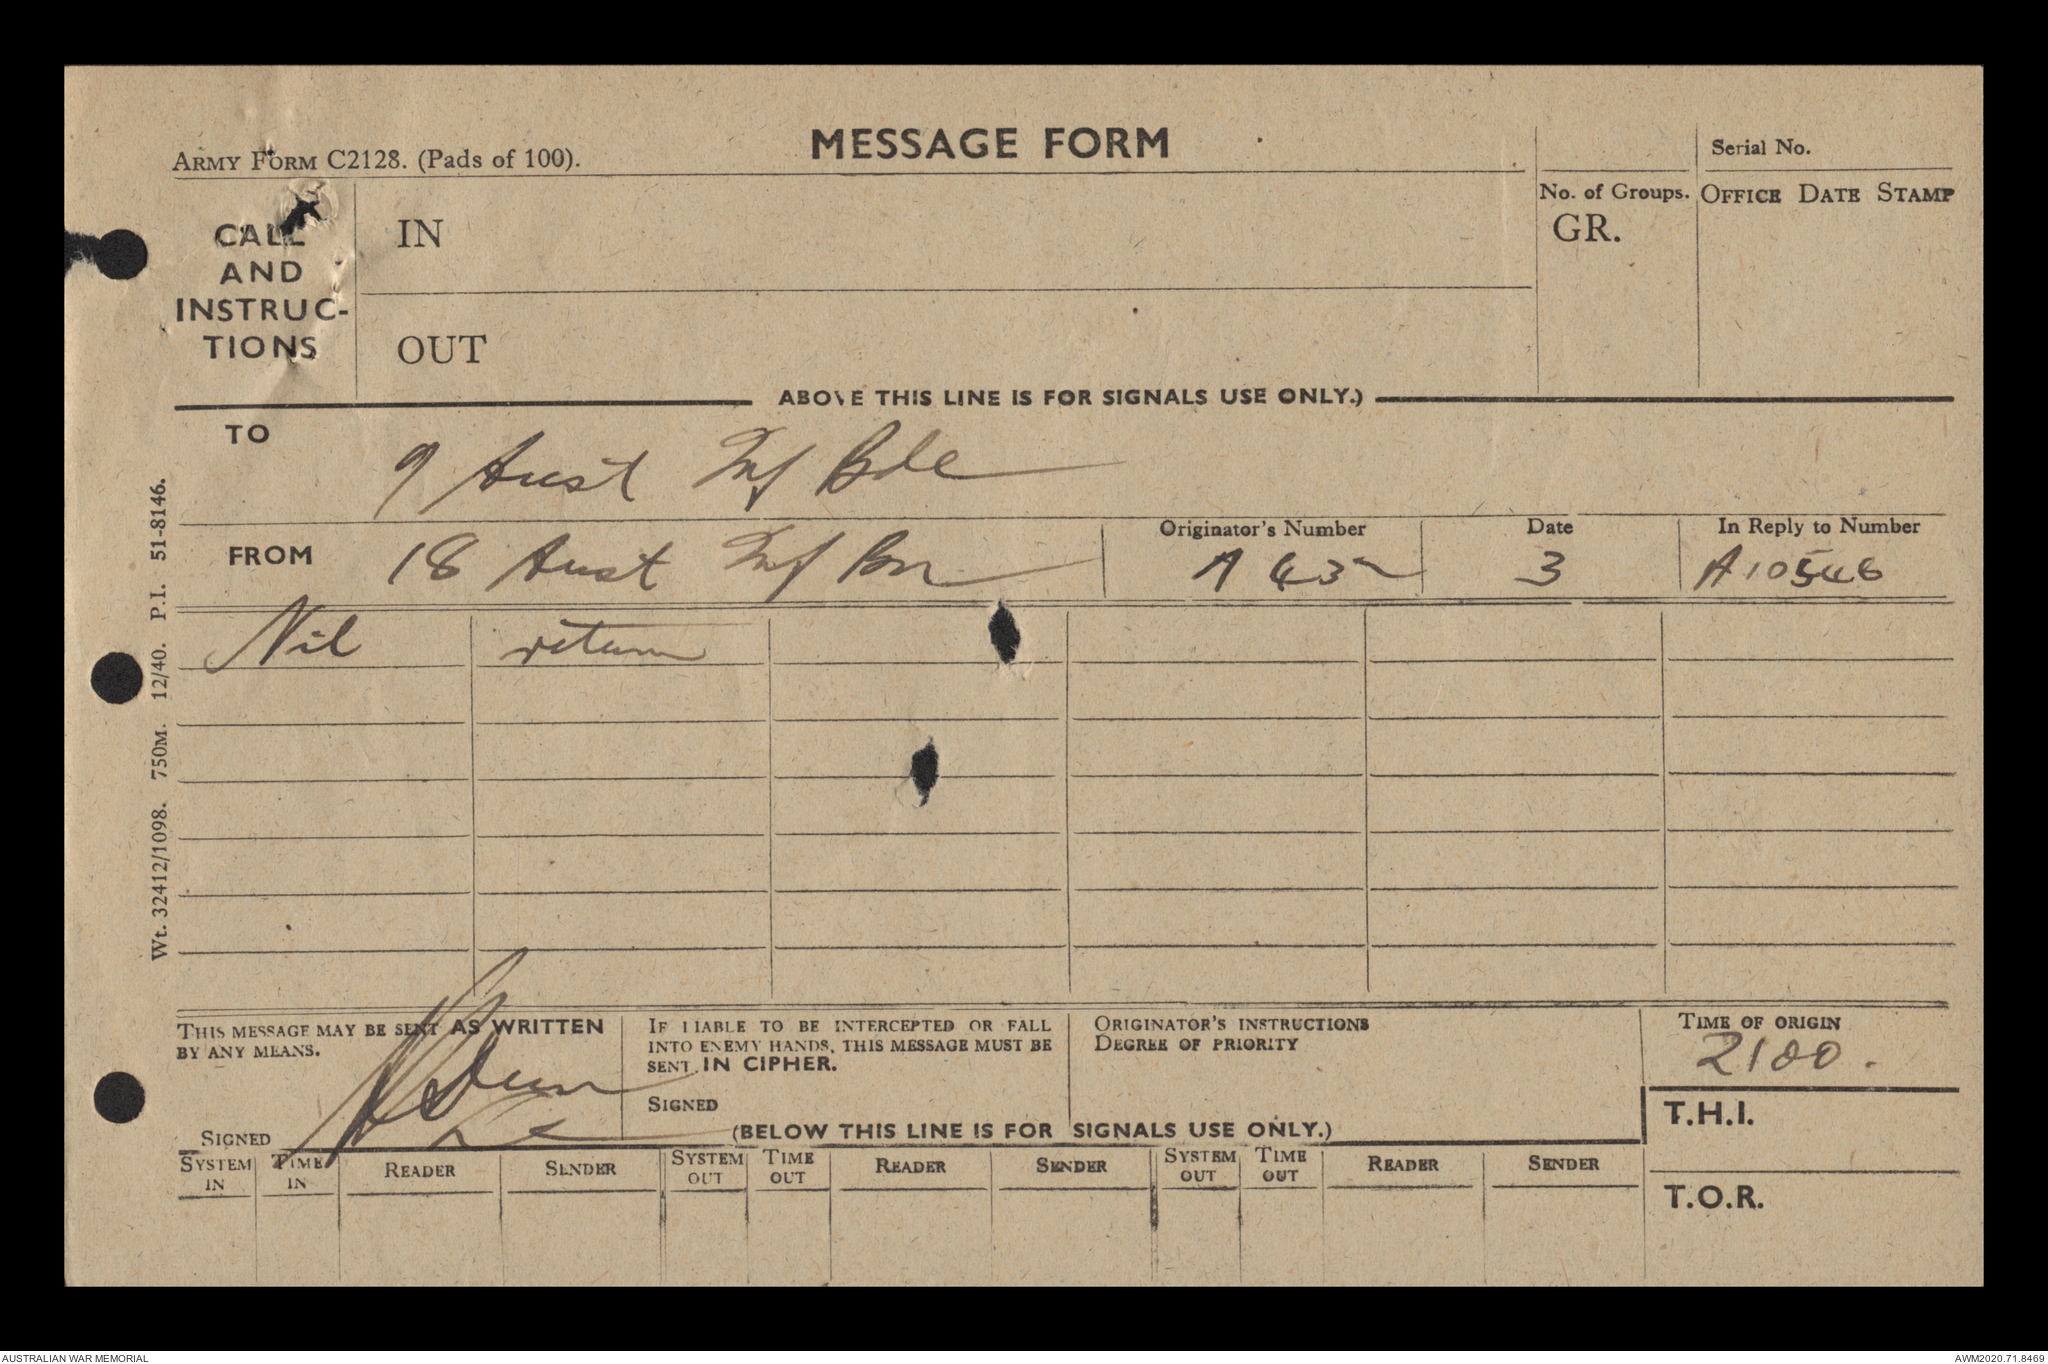 MESSAGE FORM
ARMY FORM C2128. (Pads of 100).
Serial No.
No. of Groups. OFFICE DATE STAMP
GR.
CALL
AND
INSTRUC-
TIONS
IN
OUT
ABOVE THIS LINE IS FOR SIGNALS USE ONLY.)
TO 9 Aust Inf Bde
FROM 18 Aust Inf Bn
Originator's Number A 432
Date 3
In Reply to Number A10546
Nil return
Wt. 32412/1098. 750M. 12/40. P.I. 51-8146.
THIS MESSAGE MAY BE SENT AS WRITTEN
BY ANY MEANS.
SIGNED
IF LIABLE TO BE INTERCEPTED OR FALL
INTO ENEMY HANDS, THIS MESSAGE MUST BE
SENT IN CIPHER.
SIGNED
ORIGINATOR'S INSTRUCTIONS
DEGREE OF PRIORITY
TIME OF ORIGIN
2100.
T.H.I.
T.O.R.
(BELOW THIS LINE IS FOR SIGNALS USE ONLY.)
SYSTEM IN TIME IN READER SENDER SYSTEM OUT TIME OUT READER SENDER SYSTEM OUT TIME OUT READER SENDER
AUSTRALIAN WAR MEMORIAL
AWM2020.71.8469